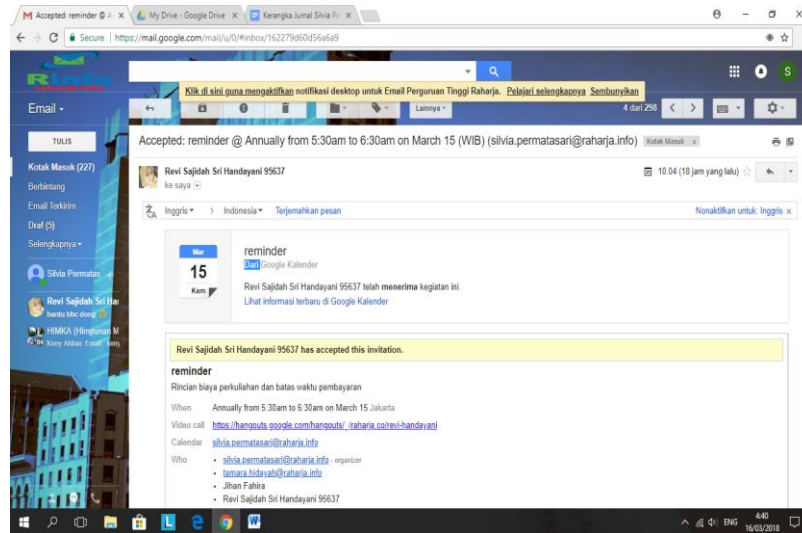 Accepted: reminder @ A
My Drive - Google Drive
Kerangka Jurnal Silvia Pe
Secure | https://mail.google.com/mail/u/0/#inbox/162279d60d56a6a9
Rinfo
S
Klik di sini guna mengaktifkan notifikasi desktop untuk Email Perguruan Tinggi Raharja. Pelajari selengkapnya Sembunyikan
Email
Lainnya
4 dari 298
TULIS
Kotak Masuk (227)
Berbintang
Email Terkirim
Draf (5)
Selengkapnya
Silvia Permatas
Revi Sajidah Sri Ha
bantu bbc dong
HIMKA (Himpunan M
Accepted: reminder @ Annually from 5:30am to 6:30am on March 15 (WIB) (silvia.permatasari@raharja.info) Kotak Masuk x
Revi Sajidah Sri Handayani 95637
10.04 (18 jam yang lalu)
ke saya
Inggris > Indonesia Terjemahkan pesan
Nonaktifkan untuk: Inggris x
Mar
15
Kam
reminder
Dari Google Kalender
Revi Sajidah Sri Handayani 95637 telah menerima kegiatan ini.
Lihat informasi terbaru di Google Kalender
Revi Sajidah Sri Handayani 95637 has accepted this invitation.
reminder
Rincian biaya perkuliahan dan batas waktu pembayaran
When Annually from 5:30am to 6:30am on March 15 Jakarta
Video call https://hangouts.google.com/hangouts/_/raharja.co/revi-handayani
Calendar silvia.permatasari@raharja.info
Who • silvia.permatasari@raharja.info - organizer
• tamara.hidayah@raharja.info
• Jihan Fahira
• Revi Sajidah Sri Handayani 95637
ENG
4:40
16/03/2018